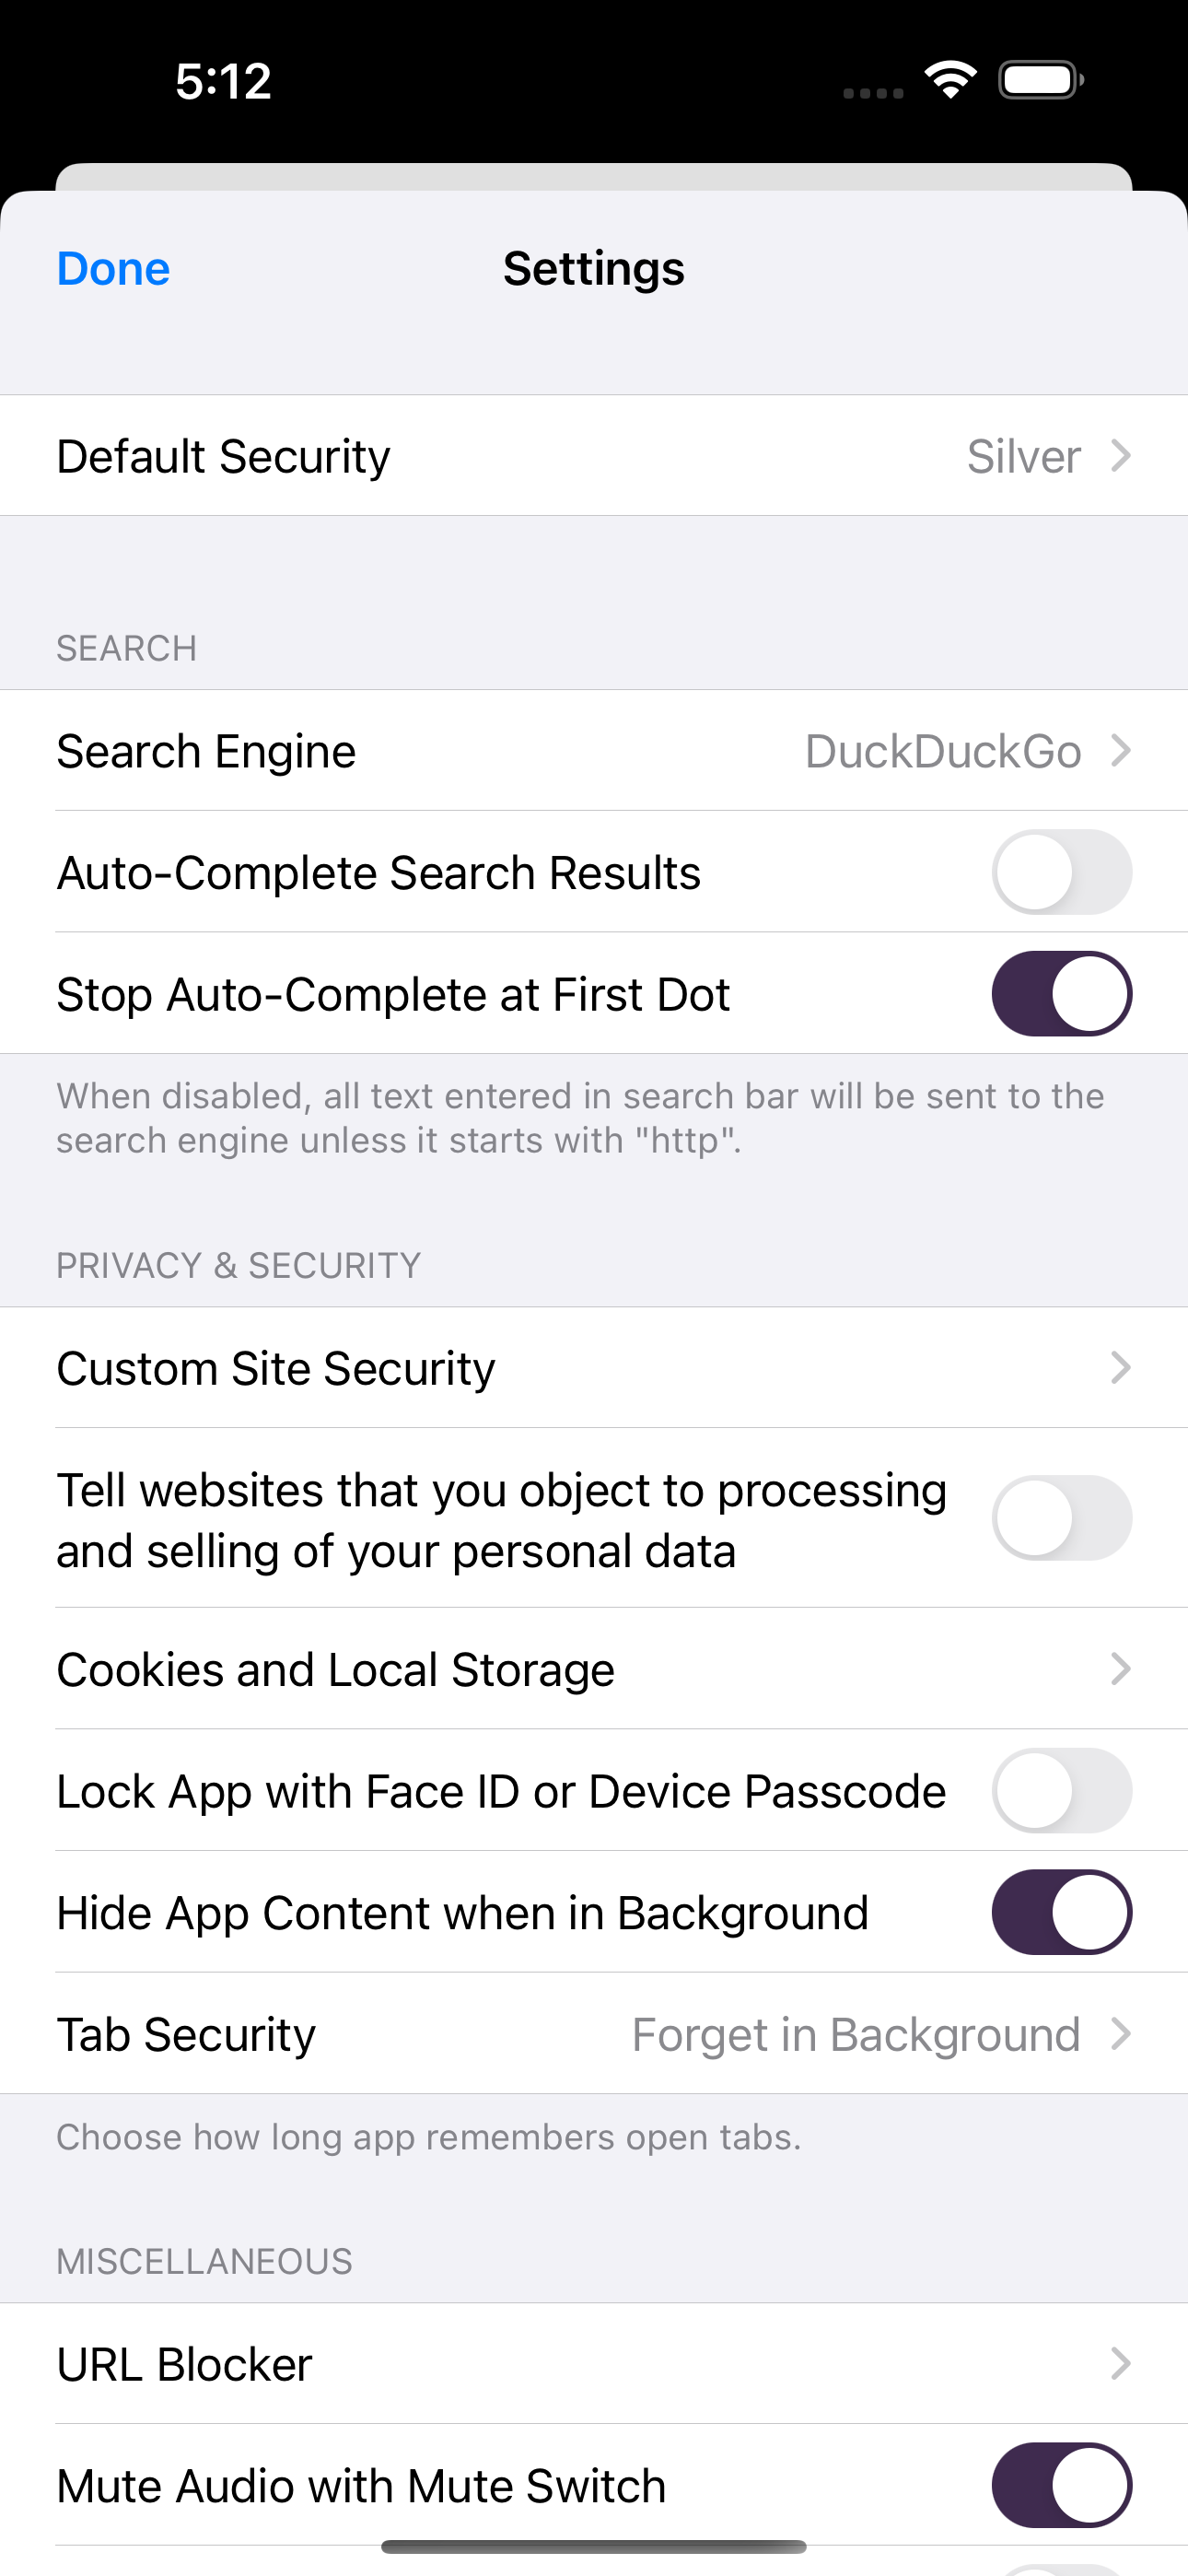 5:12
Done
Settings
Default Security
Silver
SEARCH
Search Engine
DuckDuckGo
Auto-Complete Search Results
Stop Auto-Complete at First Dot
When disabled, all text entered in search bar will be sent to the
search engine unless it starts with "http".
PRIVACY & SECURITY
Custom Site Security
Tell websites that you object to processing
and selling of your personal data
Cookies and Local Storage
Lock App with Face ID or Device Passcode
Hide App Content when in Background
Tab Security
Forget in Background
Choose how long app remembers open tabs.
MISCELLANEOUS
URL Blocker
Mute Audio with Mute Switch